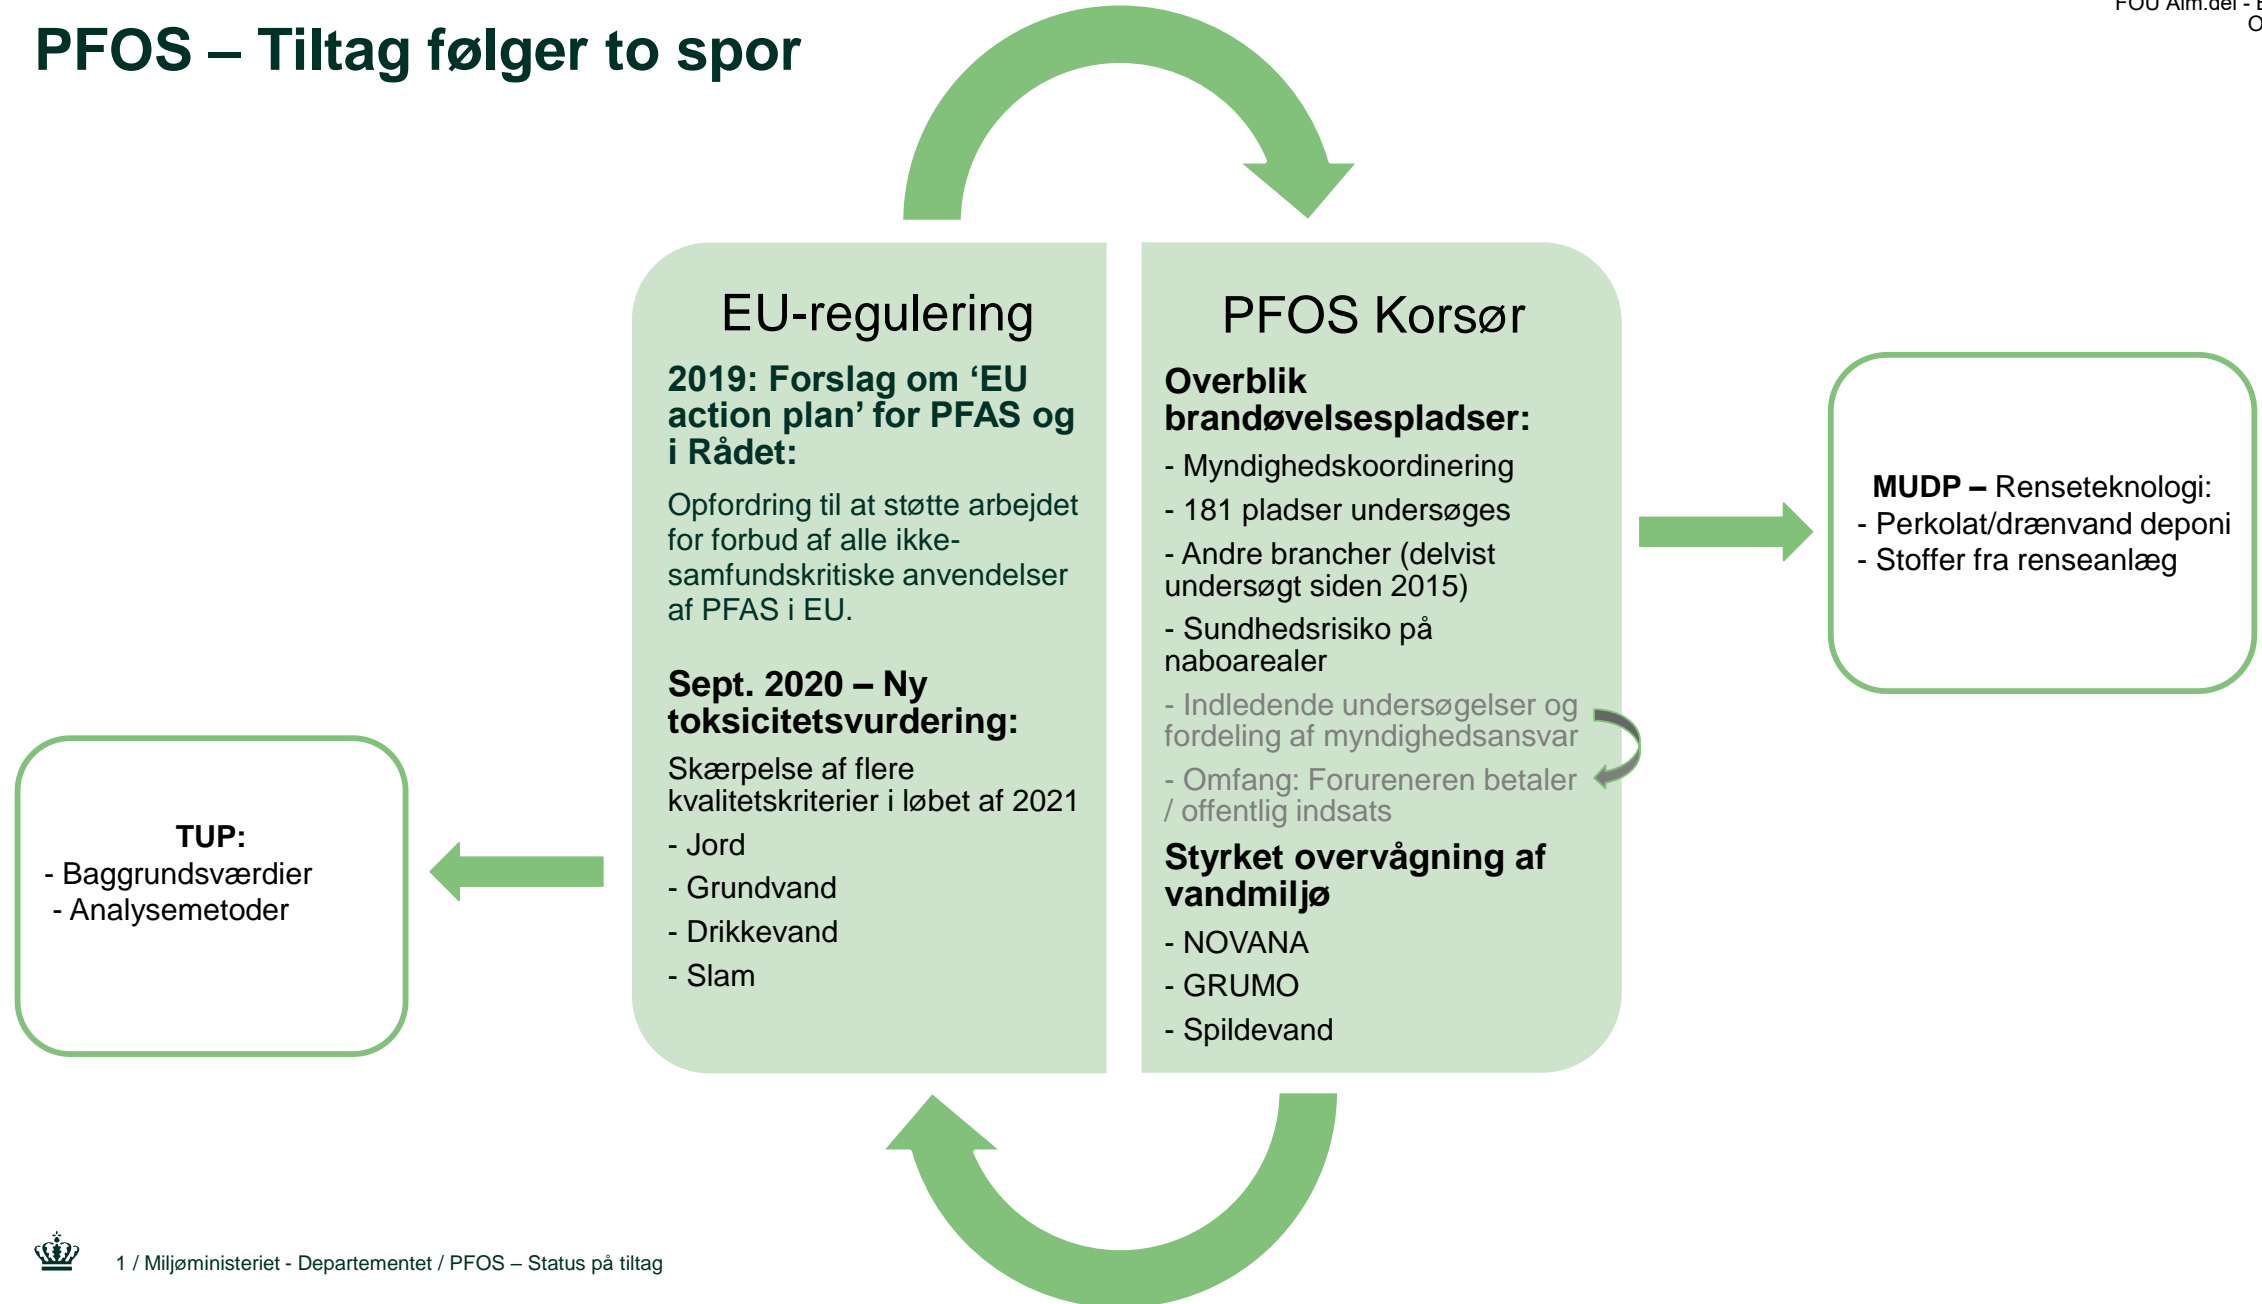 FOU Alm.del - 
PFOS – Tiltag følger to spor
EU-regulering
2019: Forslag om ‘EU
action plan’ for PFAS og
i Rådet:
Opfordring til at støtte arbejdet
for forbud af alle ikke-
samfundskritiske anvendelser
af PFAS i EU.
Sept. 2020 – Ny
toksicitetsvurdering:
Skærpelse af flere
kvalitetskriterier i løbet af 2021
- Jord
- Grundvand
- Drikkevand
- Slam
PFOS Korsør
Overblik
brandøvelsespladser:
- Myndighedskoordinering
- 181 pladser undersøges
- Andre brancher (delvist
undersøgt siden 2015)
- Sundhedsrisiko på
naboarealer
- Indledende undersøgelser og
fordeling af myndighedsansvar
- Omfang: Forureneren betaler
/ offentlig indsats
Styrket overvågning af
vandmiljø
- NOVANA
- GRUMO
- Spildevand
MUDP – Renseteknologi:
- Perkolat/drænvand deponi
- Stoffer fra renseanlæg
TUP:
- Baggrundsværdier
- Analysemetoder
1 / Miljøministeriet - Departementet / PFOS – Status på tiltag